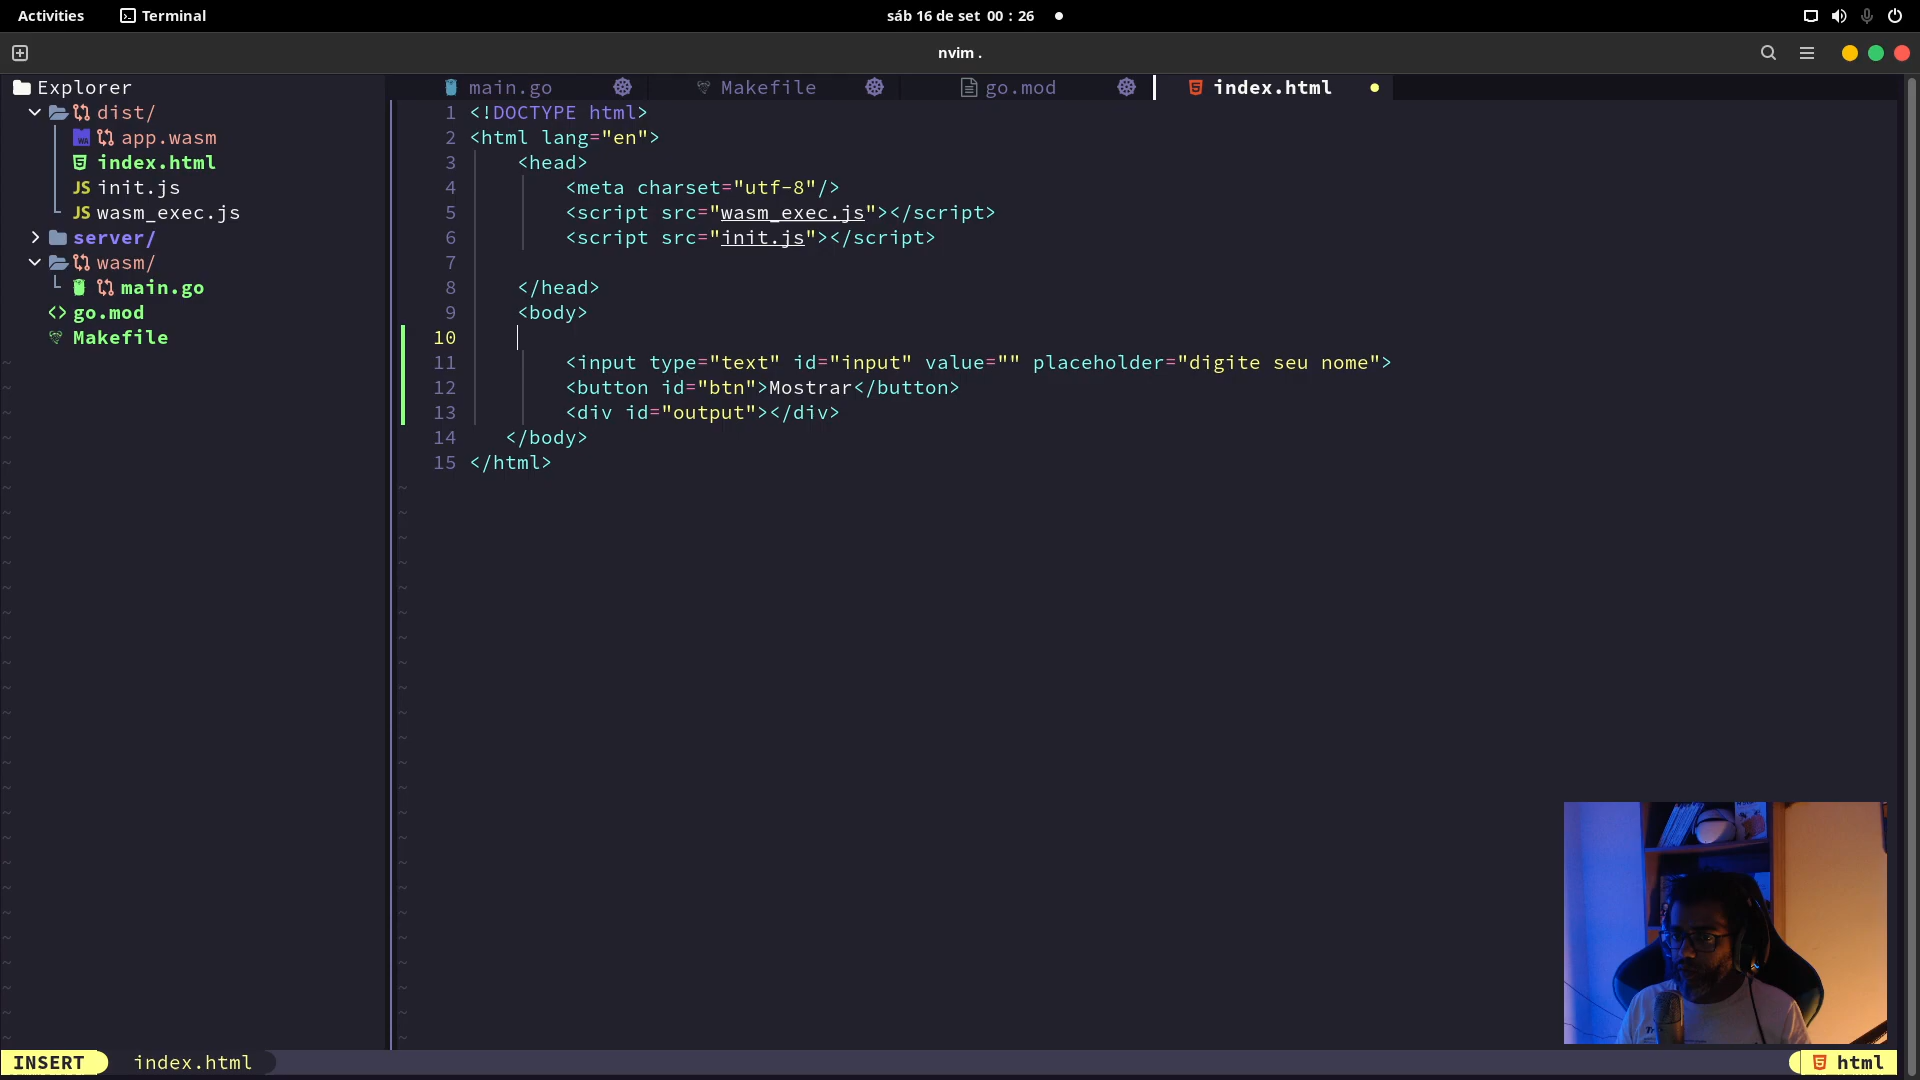 Activities
Terminal
sáb 16 de set 00 : 26
nvim .
Explorer
dist/
app.wasm
index.html
JS init.js
JS wasm_exec.js
server/
wasm/
main.go
<> go.mod
Makefile
main.go
Makefile
go.mod
index.html
1 <!DOCTYPE html>
2 <html lang="en">
3 <head>
4 <meta charset="utf-8"/>
5 <script src="wasm_exec.js"></script>
6 <script src="init.js"></script>
7
8 </head>
9 <body>
10
11 <input type="text" id="input" value="" placeholder="digite seu nome">
12 <button id="btn">Mostrar</button>
13 <div id="output"></div>
14 </body>
15 </html>
INSERT
index.html
html